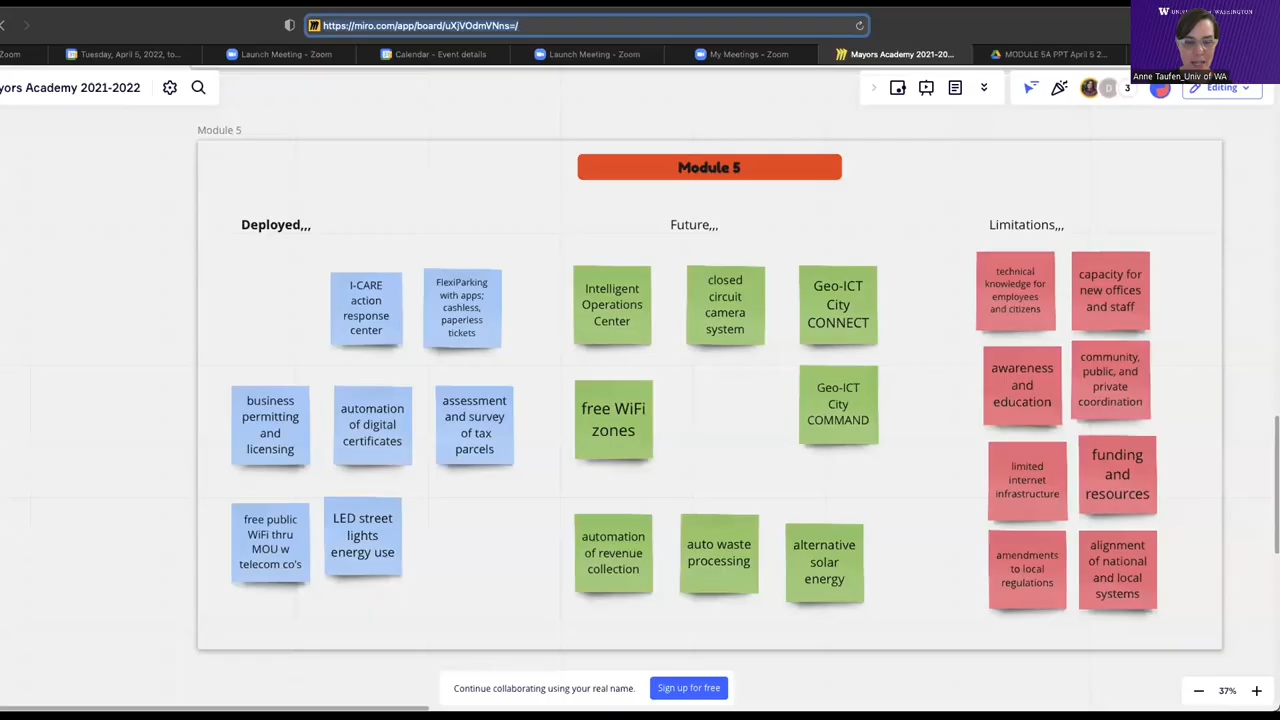 https://miro.com/app/board/uXjVOdmVNns=/
Zoom
Tuesday, April 5, 2022, to...
Launch Meeting - Zoom
Calendar - Event details
Launch Meeting - Zoom
My Meetings - Zoom
Mayors Academy 2021-20...
MODULE 5A PPT April 5 2...
Anne Taufen_Univ of WA
yors Academy 2021-2022
3
Editing
Module 5
Module 5
Deployed,,,
Future,,,
Limitations,,,
I-CARE
action
response
center
FlexiParking
with apps;
cashless,
paperless
tickets
business
permitting
and
licensing
automation
of digital
certificates
assessment
and survey
of tax
parcels
free public
WiFi thru
MOU w
telecom co's
LED street
lights
energy use
Intelligent
Operations
Center
closed
circuit
camera
system
Geo-ICT
City
CONNECT
free WiFi
zones
Geo-ICT
City
COMMAND
automation
of revenue
collection
auto waste
processing
alternative
solar
energy
technical
knowledge for
employees
and citizens
capacity for
new offices
and staff
awareness
and
education
community,
public, and
private
coordination
limited
internet
infrastructure
funding
and
resources
amendments
to local
regulations
alignment
of national
and local
systems
Continue collaborating using your real name.
Sign up for free
37%